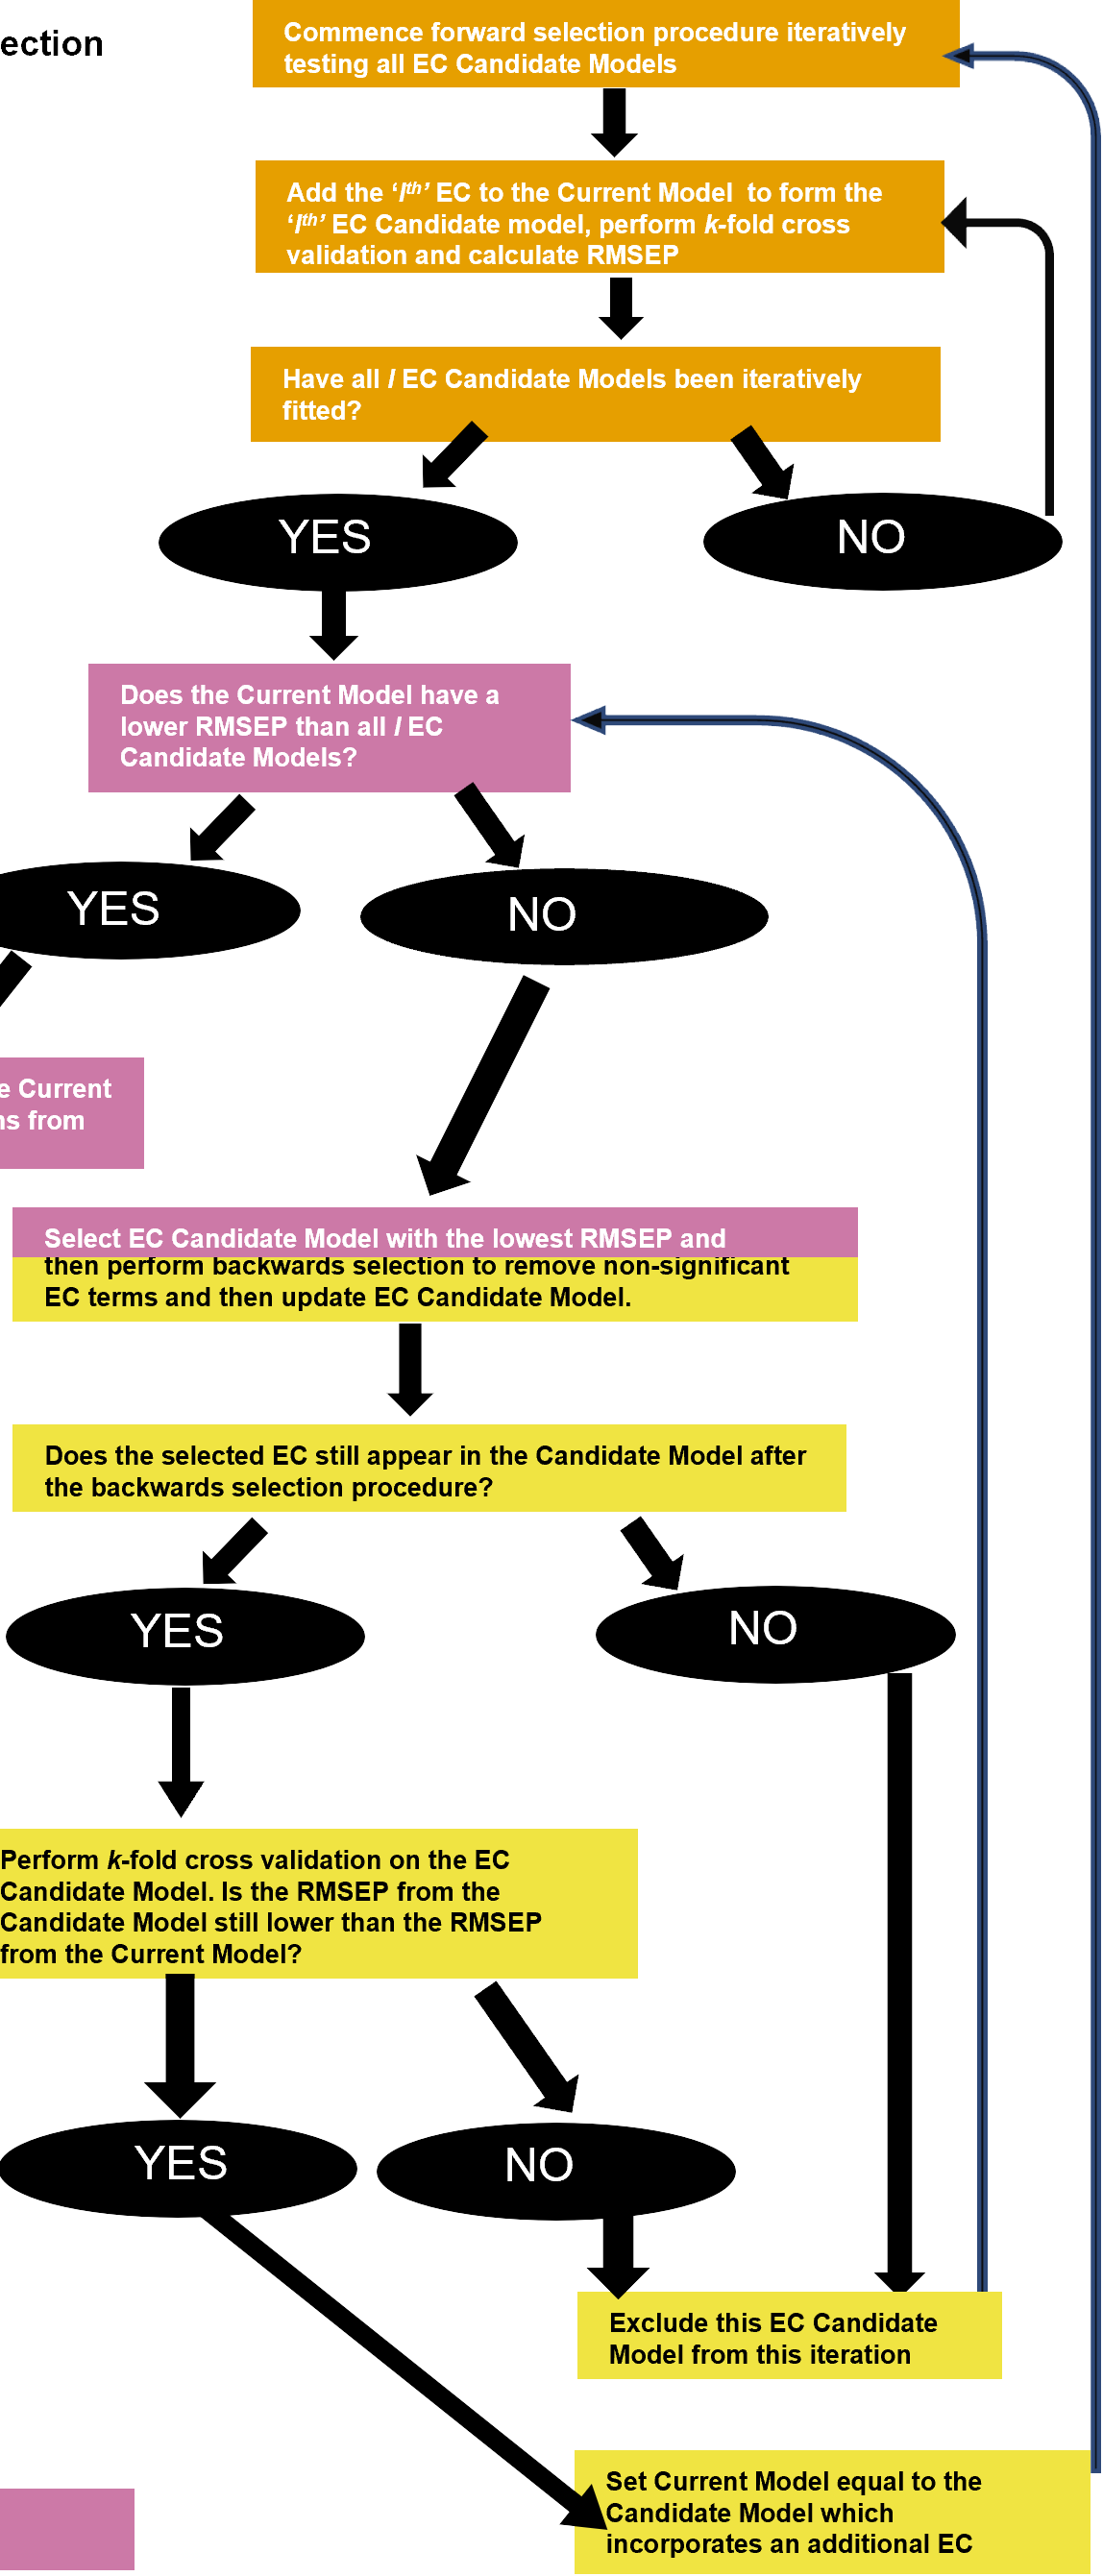 ection
Commence forward selection procedure iteratively
testing all EC Candidate Models
Add the ‘Ith’ EC to the Current Model to form the
‘Ith’ EC Candidate model, perform k-fold cross
validation and calculate RMSEP
Have all I EC Candidate Models been iteratively
fitted?
YES
NO
Does the Current Model have a
lower RMSEP than all I EC
Candidate Models?
YES
NO
e Current
ns from
Select EC Candidate Model with the lowest RMSEP and
then perform backwards selection to remove non-significant
EC terms and then update EC Candidate Model.
Does the selected EC still appear in the Candidate Model after
the backwards selection procedure?
YES
NO
Perform k-fold cross validation on the EC
Candidate Model. Is the RMSEP from the
Candidate Model still lower than the RMSEP
from the Current Model?
YES
NO
Exclude this EC Candidate
Model from this iteration
Set Current Model equal to the
Candidate Model which
incorporates an additional EC